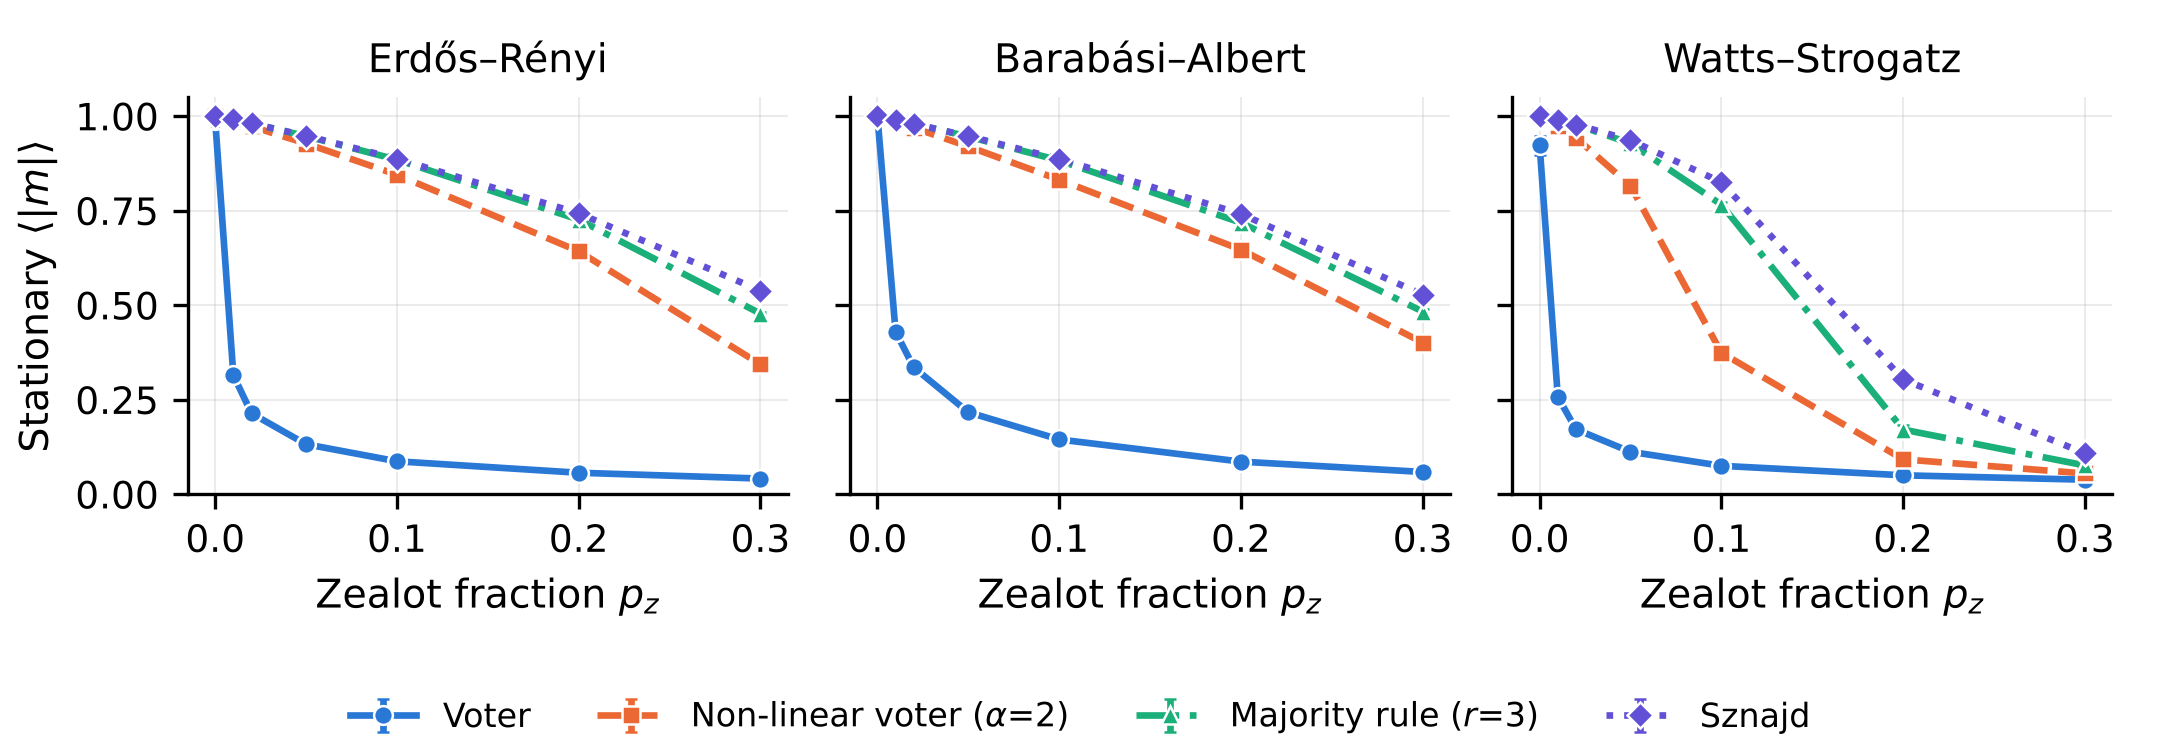 Erdős–Rényi
Barabási–Albert
Watts–Strogatz
Stationary ⟨|m|⟩
1.00
0.75
0.50
0.25
0.00
0.0 0.1 0.2 0.3
0.0 0.1 0.2 0.3
0.0 0.1 0.2 0.3
Zealot fraction p_z
Zealot fraction p_z
Zealot fraction p_z
Voter
Non-linear voter (α=2)
Majority rule (r=3)
Sznajd